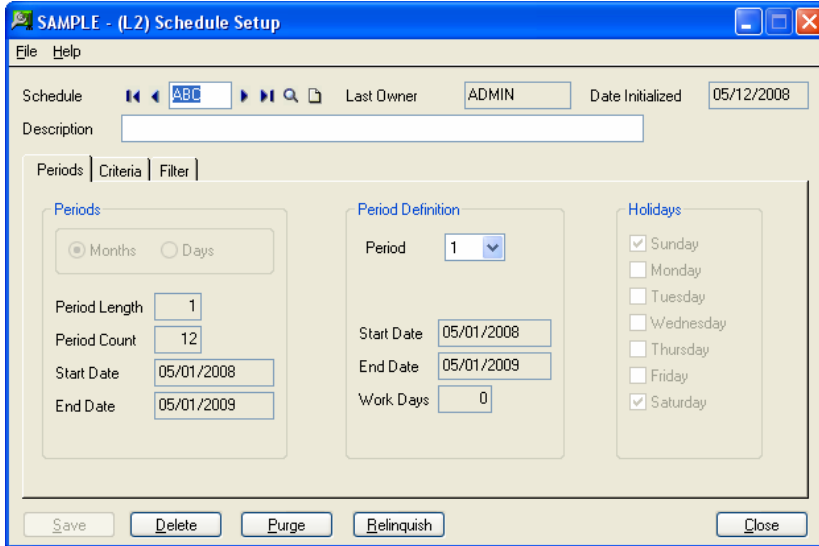 SAMPLE - (L2) Schedule Setup
File Help
Schedule ABC Last Owner ADMIN Date Initialized 05/12/2008
Description
Periods Criteria Filter
Periods Period Definition Holidays
Months Days Period 1 Sunday
Monday
Tuesday
Period Length 1 Wednesday
Period Count 12 Start Date 05/01/2008 Thursday
Start Date 05/01/2008 End Date 05/01/2009 Friday
End Date 05/01/2009 Work Days 0 Saturday
Save Delete Purge Relinquish Close